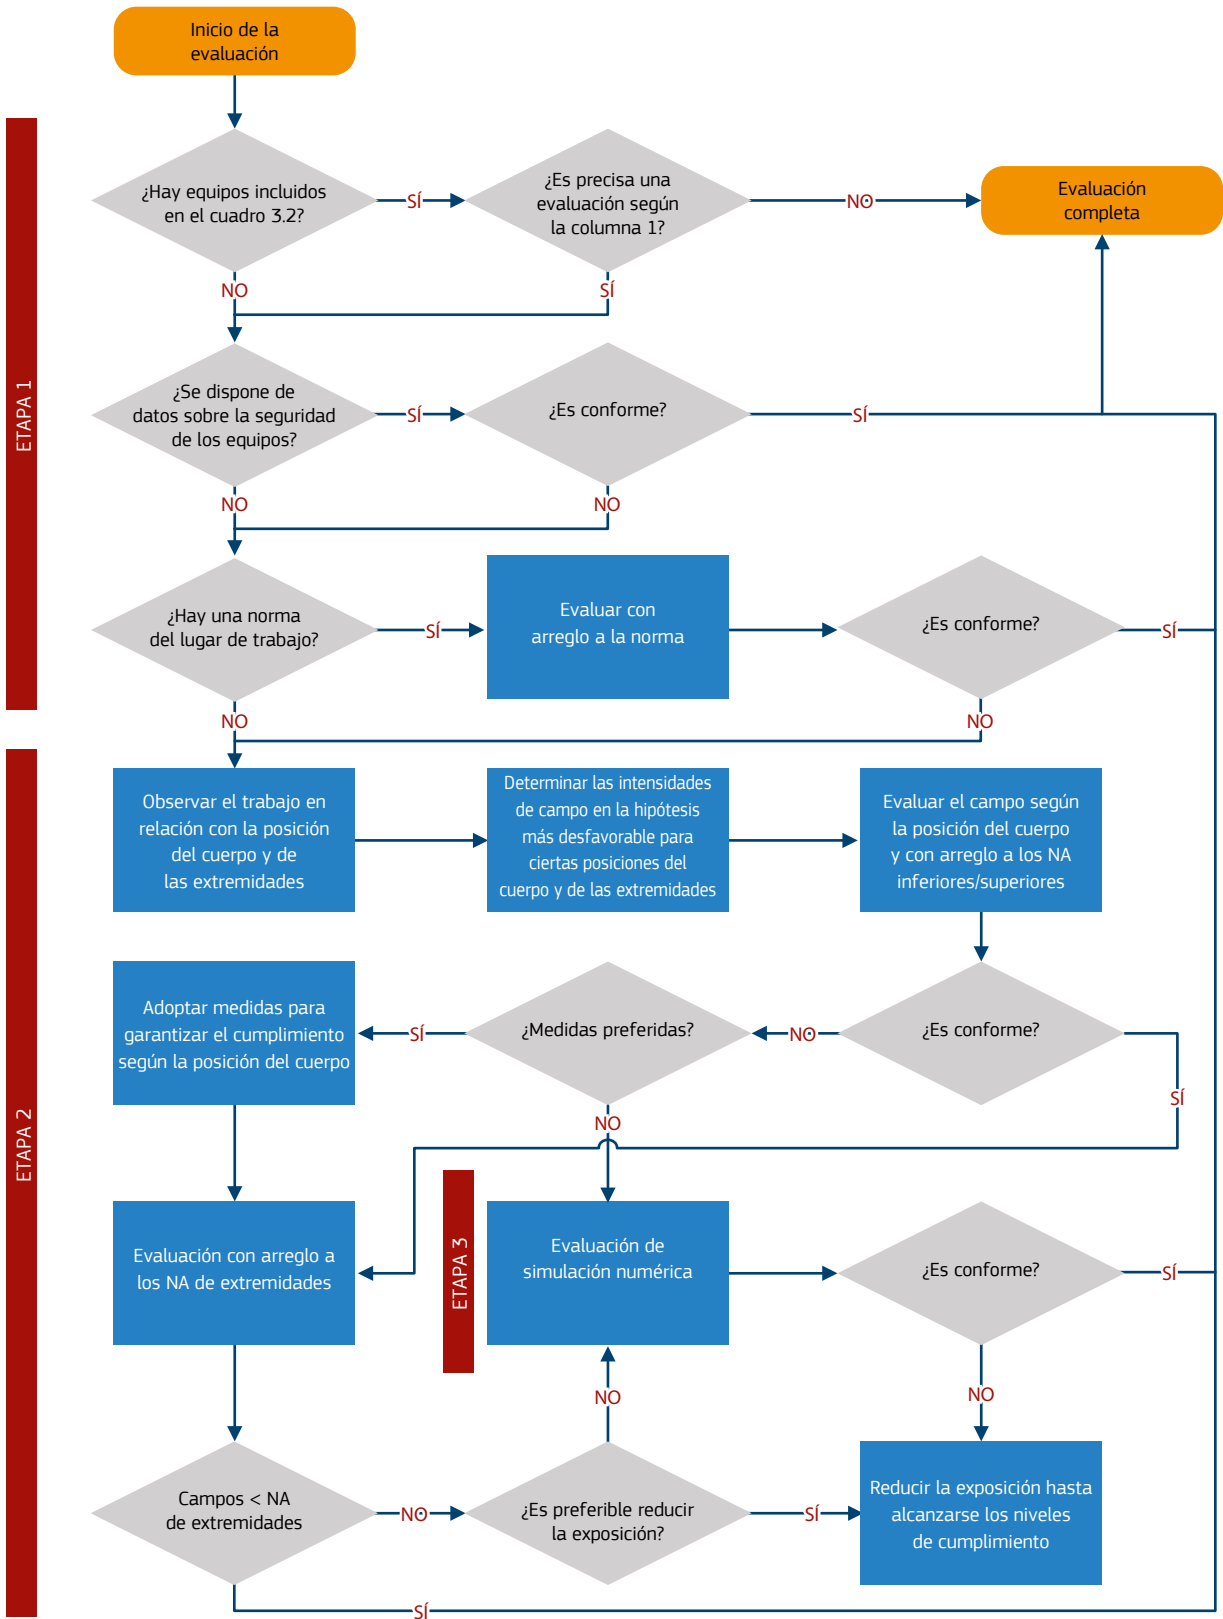 Inicio de la
evaluación
ETAPA 1
¿Hay equipos incluidos
en el cuadro 3.2?
SÍ
¿Es precisa una
evaluación según
la columna 1?
NO
Evaluación
completa
NO
SÍ
¿Se dispone de
datos sobre la seguridad
de los equipos?
SÍ
¿Es conforme?
SÍ
NO
NO
¿Hay una norma
del lugar de trabajo?
SÍ
Evaluar con
arreglo a la norma
¿Es conforme?
SÍ
NO
NO
ETAPA 2
Observar el trabajo en
relación con la posición
del cuerpo y de
las extremidades
Determinar las intensidades
de campo en la hipótesis
más desfavorable para
ciertas posiciones del
cuerpo y de las extremidades
Evaluar el campo según
la posición del cuerpo
y con arreglo a los NA
inferiores/superiores
Adoptar medidas para
garantizar el cumplimiento
según la posición del cuerpo
SÍ
¿Medidas preferidas?
NO
¿Es conforme?
SÍ
NO
Evaluación con arreglo a
los NA de extremidades
ETAPA 3
Evaluación de
simulación numérica
¿Es conforme?
SÍ
NO
NO
Campos < NA
de extremidades
NO
¿Es preferible reducir
la exposición?
SÍ
Reducir la exposición hasta
alcanzarse los niveles
de cumplimiento
SÍ